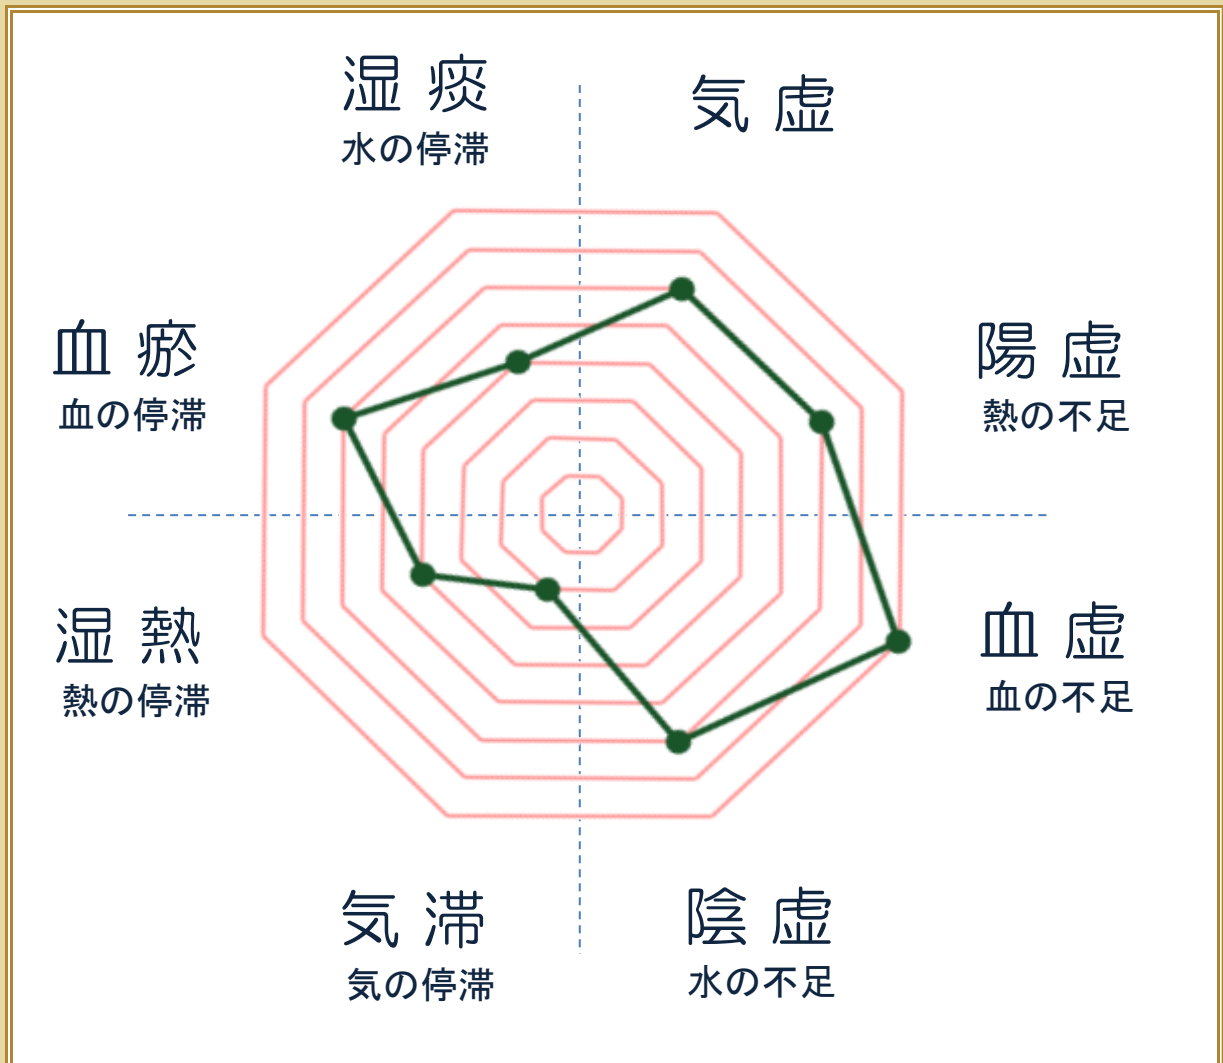 湿痰
水の停滞
気虚
血瘀
血の停滞
陽虚
熱の不足
湿熱
熱の停滞
血虚
血の不足
気滞
気の停滞
陰虚
水の不足